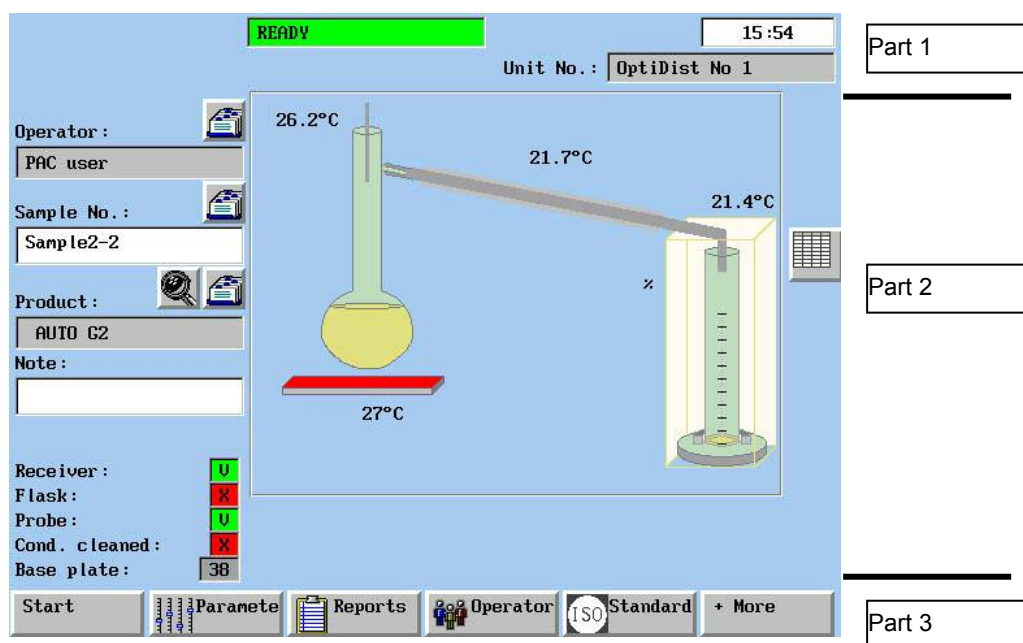 READY
15:54
Part 1
Unit No.: OptiDist No 1
Operator:
PAC user
26.2°C
21.7°C
Sample No.:
21.4°C
Sample2-2
%
Part 2
Product:
AUTO G2
Note:
27°C
Receiver: V
Flask: X
Probe: V
Cond. cleaned: X
Base plate: 38
Start Paramete Reports Operator ISO Standard + More
Part 3